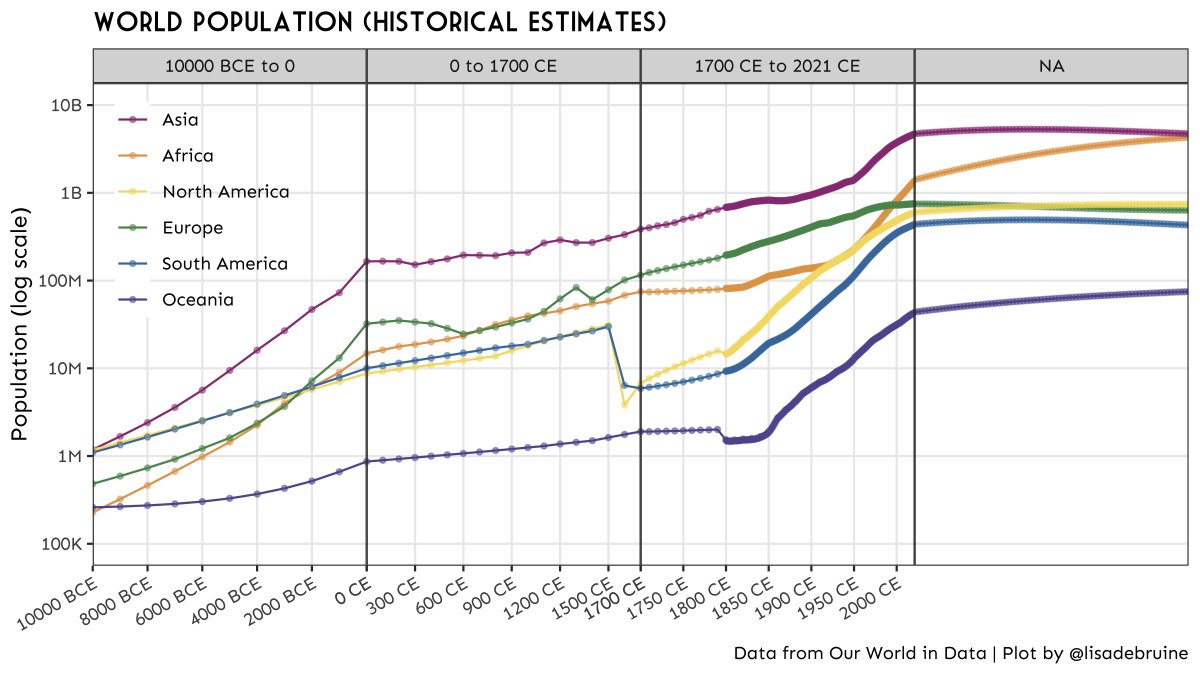 WORLD POPULATION (HISTORICAL ESTIMATES)
10000 BCE to 0
0 to 1700 CE
1700 CE to 2021 CE
NA
Population (log scale)
10B
1B
100M
10M
1M
100K
Asia
Africa
North America
Europe
South America
Oceania
10000 BCE
8000 BCE
6000 BCE
4000 BCE
2000 BCE
0 CE
300 CE
600 CE
900 CE
1200 CE
1500 CE
1700 CE
1750 CE
1800 CE
1850 CE
1900 CE
1950 CE
2000 CE
Data from Our World in Data | Plot by @lisadebruine